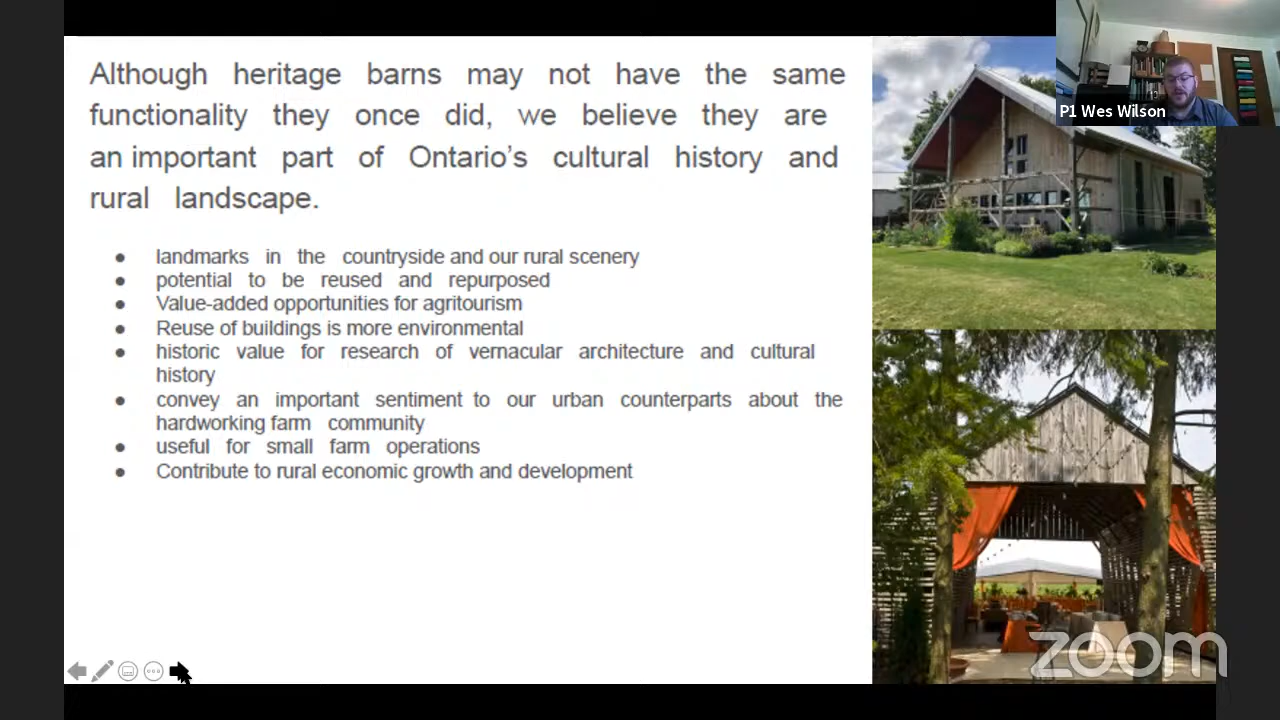 Although heritage barns may not have the same
functionality they once did, we believe they are
an important part of Ontario's cultural history and
rural landscape.
● landmarks in the countryside and our rural scenery
● potential to be reused and repurposed
● Value-added opportunities for agritourism
● Reuse of buildings is more environmental
● historic value for research of vernacular architecture and cultural
history
● convey an important sentiment to our urban counterparts about the
hardworking farm community
● useful for small farm operations
● Contribute to rural economic growth and development
P1 Wes Wilson
zoom